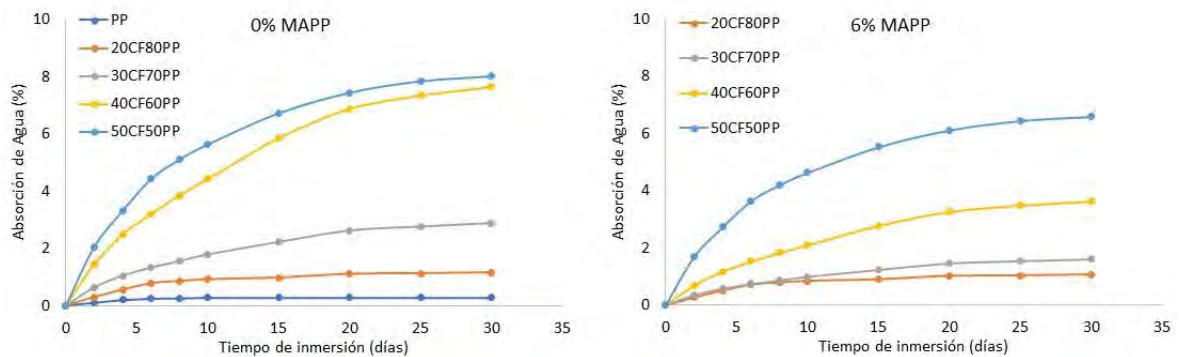 0% MAPP
PP
20CF80PP
30CF70PP
40CF60PP
50CF50PP
Absorción de Agua (%)
10
8
6
4
2
0
0 5 10 15 20 25 30 35
Tiempo de inmersión (días)
6% MAPP
20CF80PP
30CF70PP
40CF60PP
50CF50PP
Absorción de Agua (%)
10
8
6
4
2
0
0 5 10 15 20 25 30 35
Tiempo de inmersión (días)